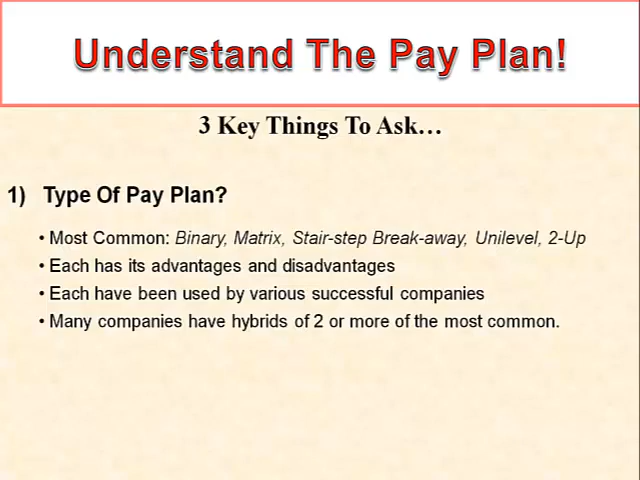 Understand The Pay Plan!
3 Key Things To Ask…
1) Type Of Pay Plan?
• Most Common: Binary, Matrix, Stair-step Break-away, Unilevel, 2-Up
• Each has its advantages and disadvantages
• Each have been used by various successful companies
• Many companies have hybrids of 2 or more of the most common.